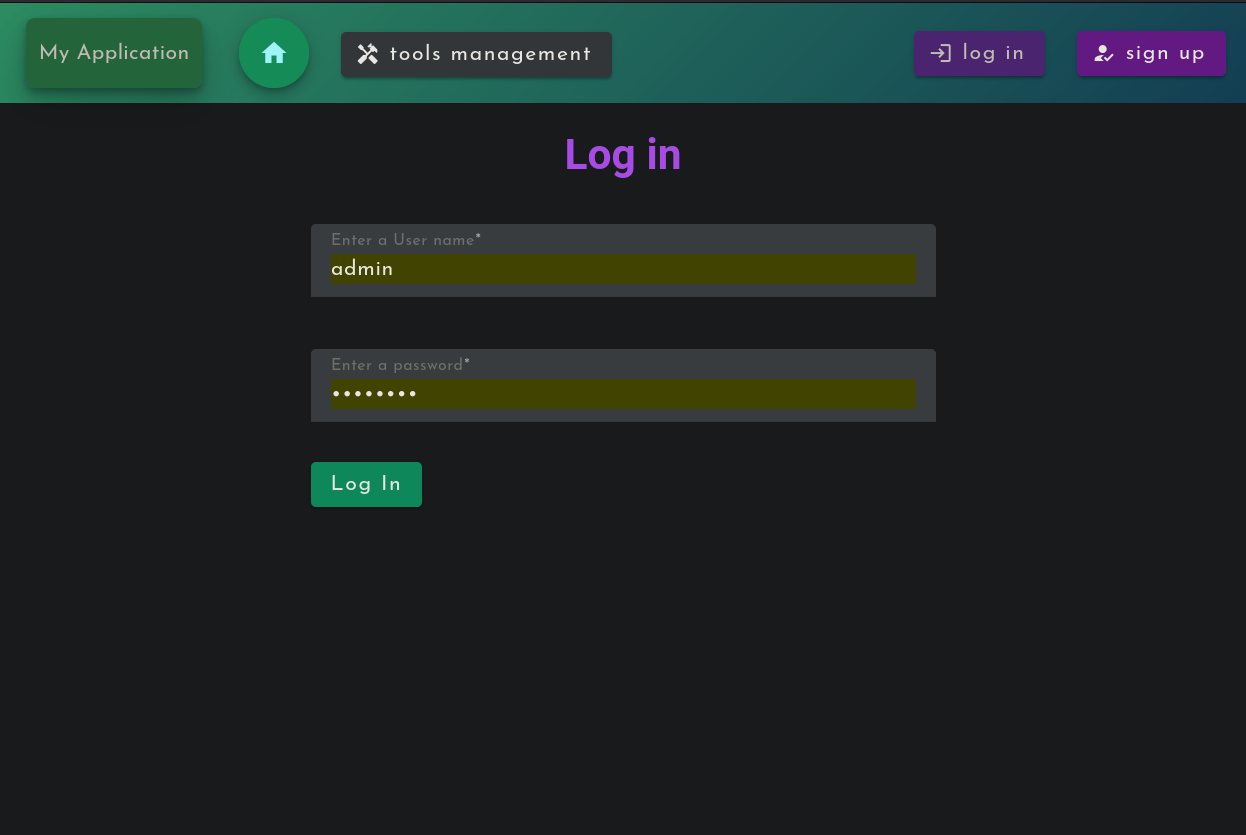 My Application
tools management
log in
sign up
Log in
Enter a User name*
admin
Enter a password*
••••••••
Log In